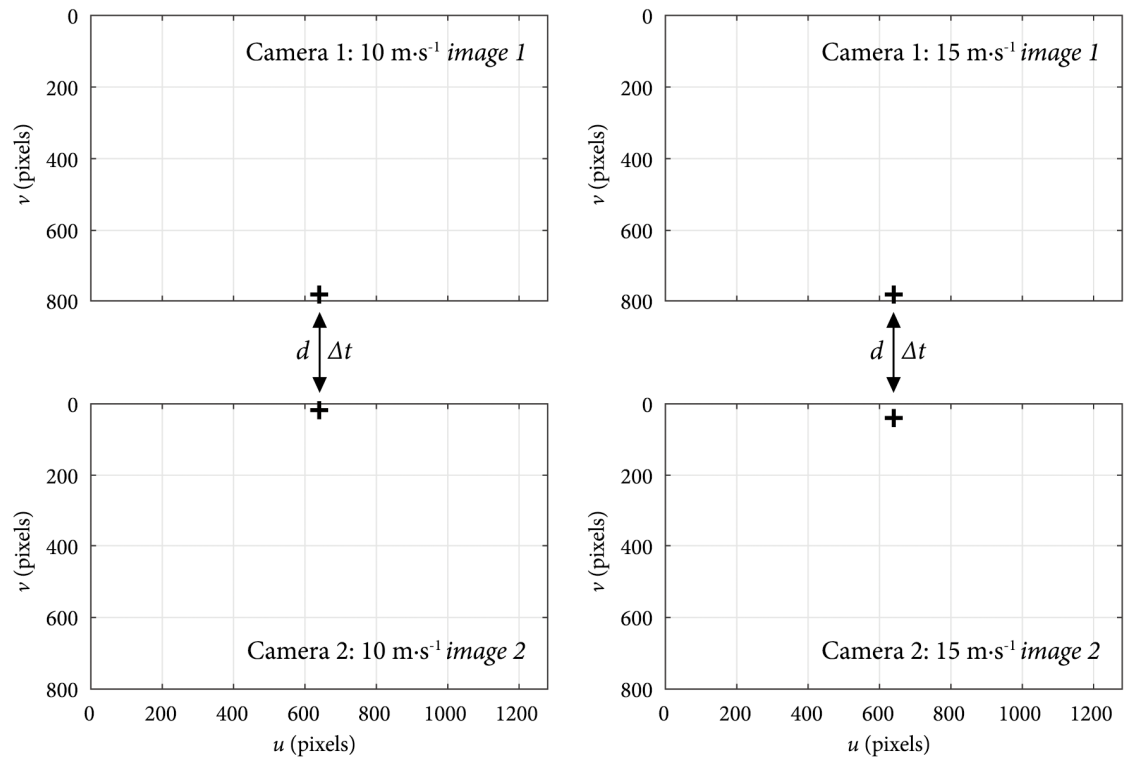 Camera 1: 10 m·s⁻¹ image 1
0
200
400
600
800
v (pixels)
Camera 1: 15 m·s⁻¹ image 1
0
200
400
600
800
v (pixels)
d Δt
d Δt
0
200
400
600
800
v (pixels)
Camera 2: 10 m·s⁻¹ image 2
0 200 400 600 800 1000 1200
u (pixels)
0
200
400
600
800
v (pixels)
Camera 2: 15 m·s⁻¹ image 2
0 200 400 600 800 1000 1200
u (pixels)